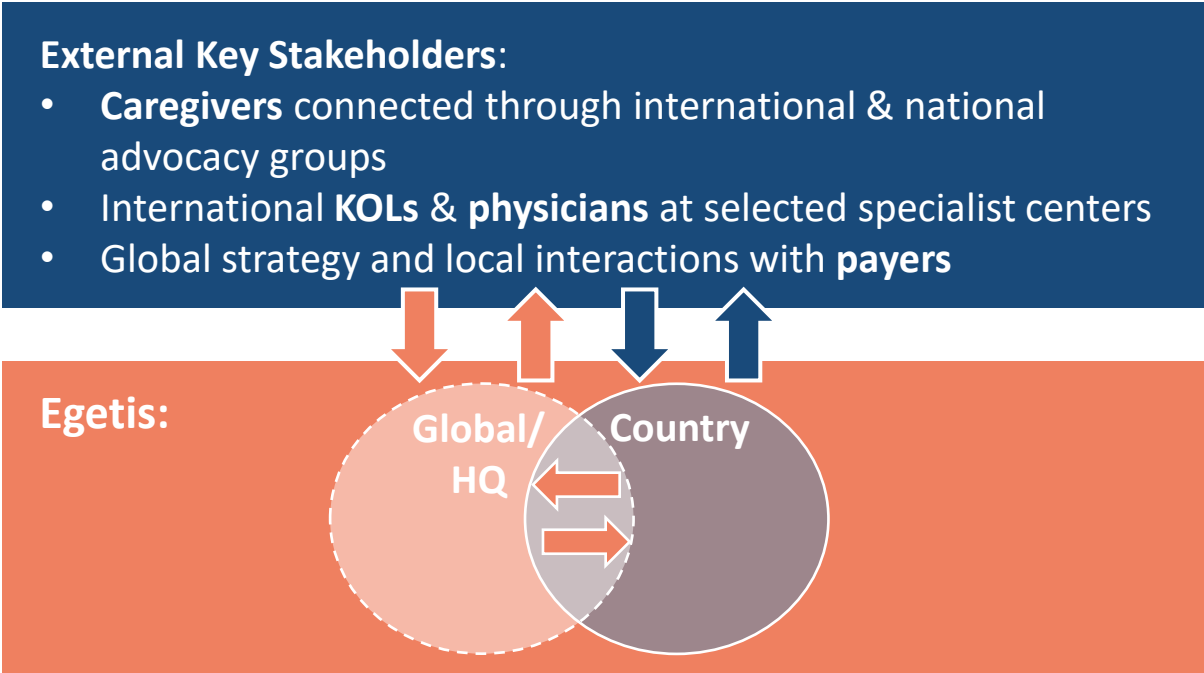 External Key Stakeholders:
• Caregivers connected through international & national
advocacy groups
• International KOLs & physicians at selected specialist centers
• Global strategy and local interactions with payers
Egetis:
Global/
HQ
Country